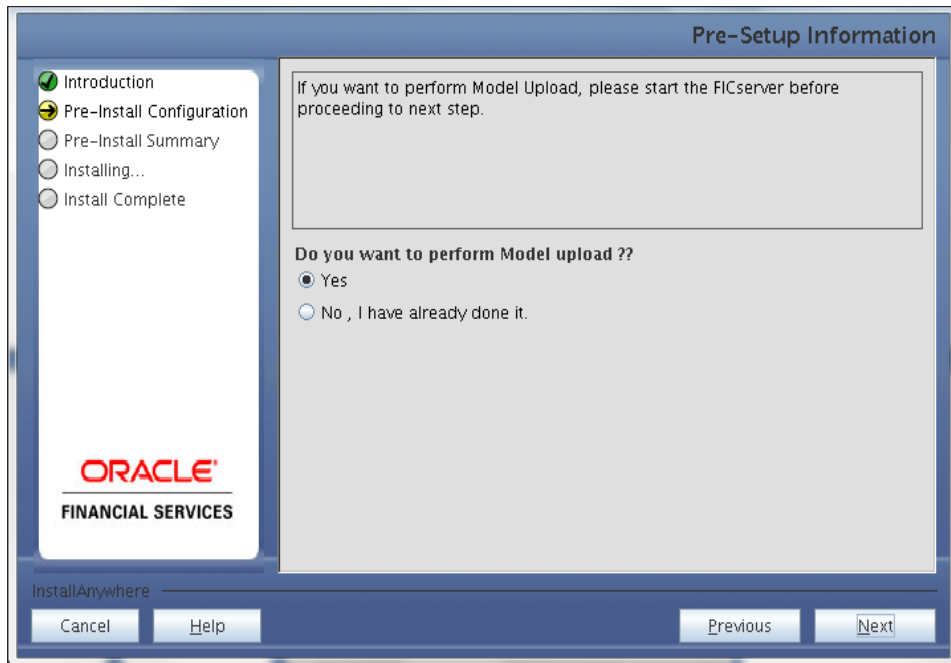 Pre-Setup Information
Introduction
Pre-Install Configuration
Pre-Install Summary
Installing...
Install Complete
ORACLE
FINANCIAL SERVICES
If you want to perform Model Upload, please start the FICserver before
proceeding to next step.
Do you want to perform Model upload ??
Yes
No , I have already done it.
InstallAnywhere
Cancel
Help
Previous
Next